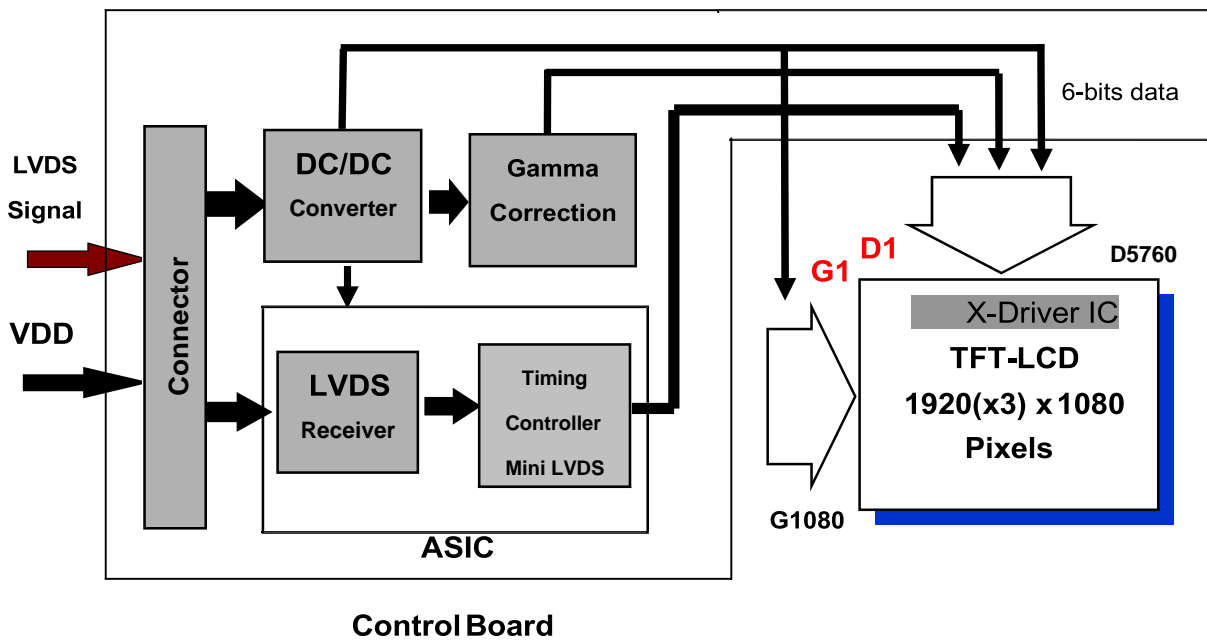 6-bits data
LVDS
Signal
VDD
Connector
DC/DC
Converter
Gamma
Correction
LVDS
Receiver
Timing
Controller
Mini LVDS
ASIC
D1
G1
D5760
X-Driver IC
TFT-LCD
1920(x3) x 1080
Pixels
G1080
Control Board